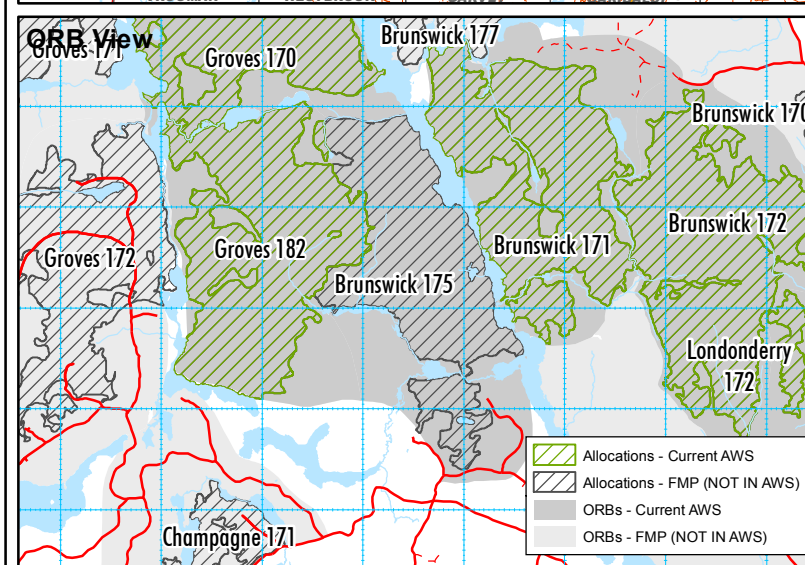 ORB View
Groves 171
Groves 170
Brunswick 177
Brunswick 170
Groves 172
Groves 182
Brunswick 175
Brunswick 171
Brunswick 172
Londonderry
172
Champagne 171
Allocations - Current AWS
Allocations - FMP (NOT IN AWS)
ORBs - Current AWS
ORBs - FMP (NOT IN AWS)